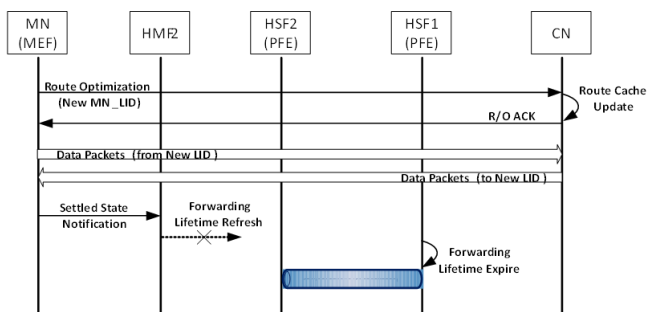 MN
(MEF)
HMF2
HSF2
(PFE)
HSF1
(PFE)
CN
Route Optimization
(New MN_LID)
Route Cache
Update
R/O ACK
Data Packets (from New LID )
Data Packets (to New LID )
Settled State
Notification
Forwarding
Lifetime Refresh
Forwarding
Lifetime Expire